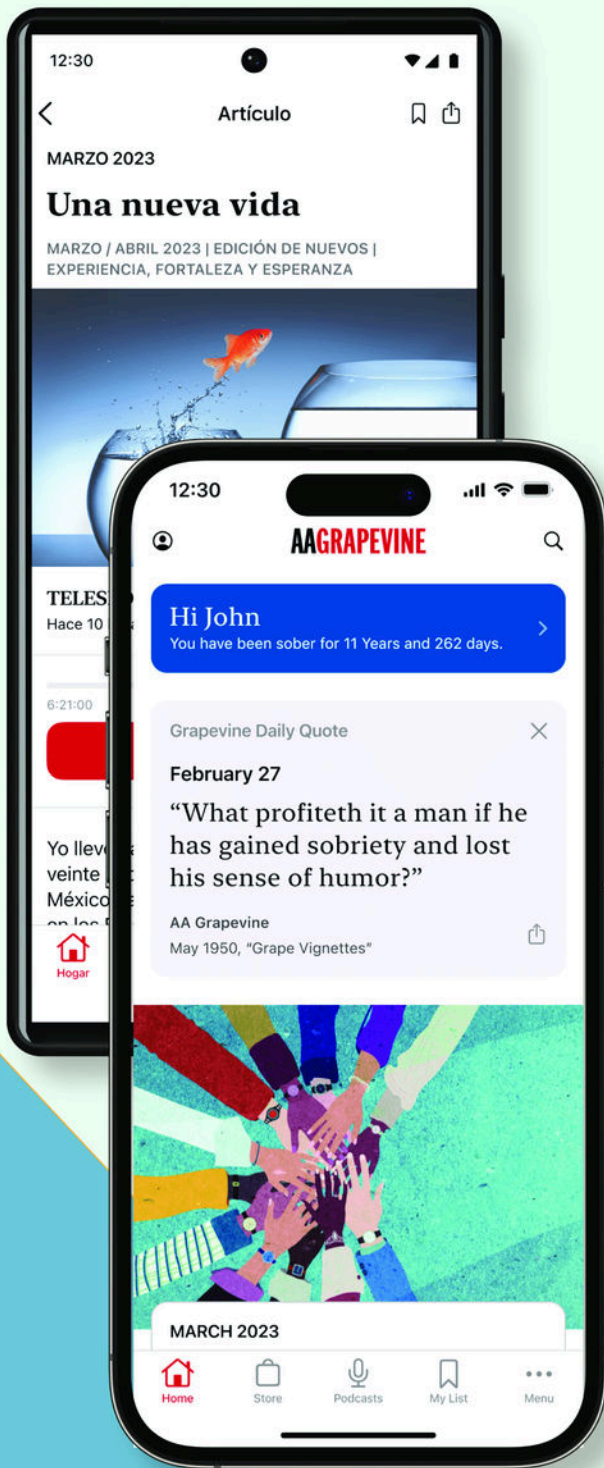 12:30
Artículo
MARZO 2023
Una nueva vida
MARZO / ABRIL 2023 | EDICIÓN DE NUEVOS |
EXPERIENCIA, FORTALEZA Y ESPERANZA
TELES
Hace 10
6:21:00
Yo
veinte
México
Hogar
12:30
AAGRAPEVINE
Hi John
You have been sober for 11 Years and 262 days.
Grapevine Daily Quote
February 27
“What profiteth it a man if he
has gained sobriety and lost
his sense of humor?”
AA Grapevine
May 1950, “Grape Vignettes”
MARCH 2023
Home
Store
Podcasts
My List
Menu